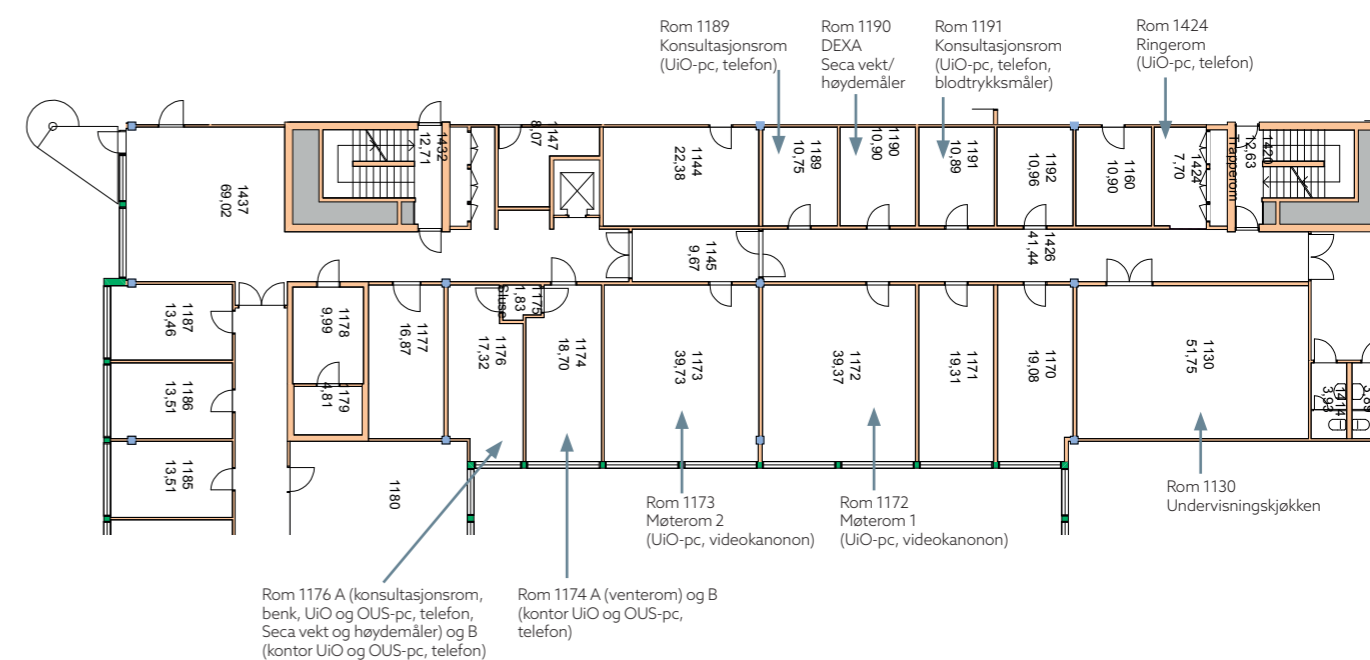 Rom 1189
Konsultasjonsrom
(UiO-pc, telefon)
Rom 1190
DEXA
Seca vekt/
høydemåler
Rom 1191
Konsultasjonsrom
(UiO-pc, telefon,
blodtrykksmåler)
Rom 1424
Ringerom
(UiO-pc, telefon)
1437
69,02
1432
12,71
1147
8,07
1144
22,38
1189
10,75
1190
10,90
1191
10,89
1192
10,96
1160
10,90
1424
7,70
Trapperom
1420
12,63
1145
9,67
1426
41,44
1187
13,46
1186
13,51
1185
13,51
1178
9,99
179
4,81
1177
16,87
1180
1176
17,32
Sluse
1175
1,83
1174
18,70
1173
39,73
1172
39,37
1171
19,31
1170
19,08
1130
51,75
1414
3,93
3,89
Rom 1173
Møterom 2
(UiO-pc, videokanonon)
Rom 1172
Møterom 1
(UiO-pc, videokanonon)
Rom 1130
Undervisningskjøkken
Rom 1176 A (konsultasjonsrom,
benk, UiO og OUS-pc, telefon,
Seca vekt og høydemåler) og B
(kontor UiO og OUS-pc, telefon)
Rom 1174 A (venterom) og B
(kontor UiO og OUS-pc,
telefon)